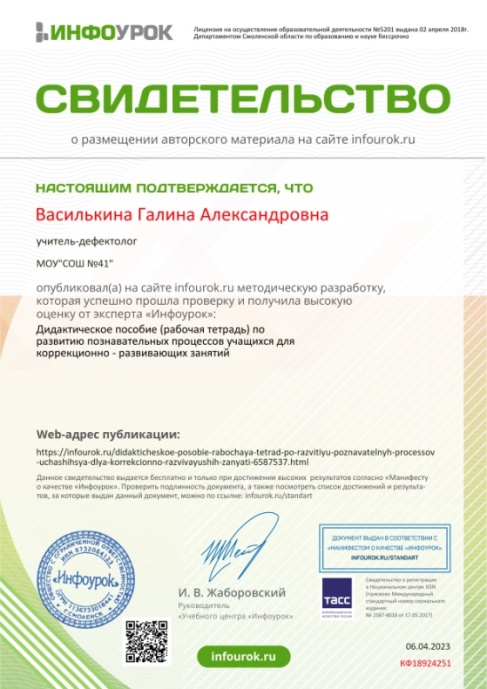 ИНФОУРОК
Лицензия на осуществление образовательной деятельности №5201 выдана 02 апреля 2018г.
Департаментом Смоленской области по образованию и науке бессрочно
СВИДЕТЕЛЬСТВО
о размещении авторского материала на сайте infourok.ru
НАСТОЯЩИМ ПОДТВЕРЖДАЕТСЯ, ЧТО
Василькина Галина Александровна
учитель-дефектолог
МОУ"СОШ №41"
опубликовал(а) на сайте infourok.ru методическую разработку,
которая успешно прошла проверку и получила высокую
оценку от эксперта «Инфоурок»:
Дидактическое пособие (рабочая тетрадь) по
развитию познавательных процессов учащихся для
коррекционно - развивающих занятий
Web-адрес публикации:
https://infourok.ru/didakticheskoe-posobie-rabochaya-tetrad-po-razvitiyu-poznavatelnyh-processov
-uchashihsya-dlya-korrekcionno-razvivayushih-zanyati-6587537.html
Данное свидетельство выдается бесплатно и только при достижении высоких результатов согласно «Манифесту
о качестве «Инфоурок». Проверить подлинность документа, а также посмотреть список достижений и результа-
тов, за которые выдан данный документ, можно по ссылке: infourok.ru/standart
«Инфоурок»
И. В. Жаборовский
Руководитель
«Учебного центра «Инфоурок»
ДОКУМЕНТ ВЫДАН В СООТВЕТСТВИИ С
«МАНИФЕСТОМ О КАЧЕСТВЕ «ИНФОУРОК»
INFOUROK.RU/STANDART
ТАСС
Свидетельство о регистрации
в Национальном центре ISSN
(присвоен Международный
стандартный номер сериального
издания:
№ 2587-8018 от 17.05.2017)
infourok.ru
06.04.2023
КФ18924251